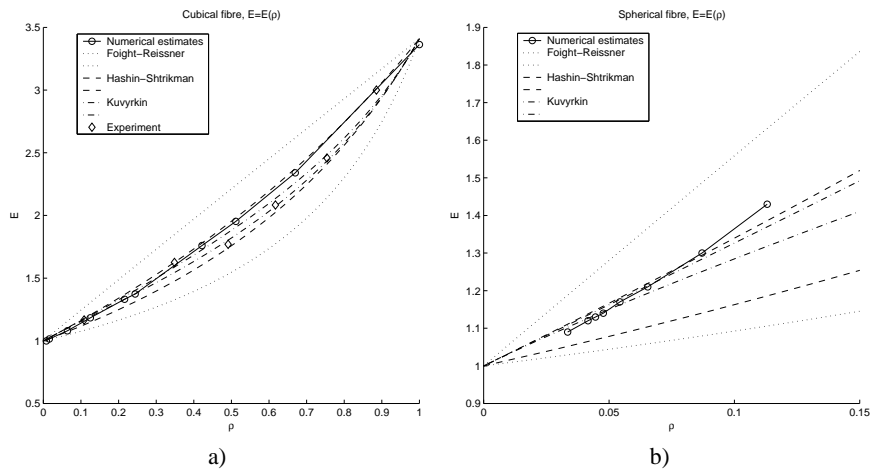 Cubical fibre, E=E(ρ)
3.5
3
2.5
2
1.5
1
0.5
E
0 0.1 0.2 0.3 0.4 0.5 0.6 0.7 0.8 0.9 1
ρ
Numerical estimates
Foight−Reissner
Hashin−Shtrikman
Kuvyrkin
Experiment
a)
Spherical fibre, E=E(ρ)
1.9
1.8
1.7
1.6
1.5
1.4
1.3
1.2
1.1
1
0.9
E
0 0.05 0.1 0.15
ρ
Numerical estimates
Foight−Reissner
Hashin−Shtrikman
Kuvyrkin
b)